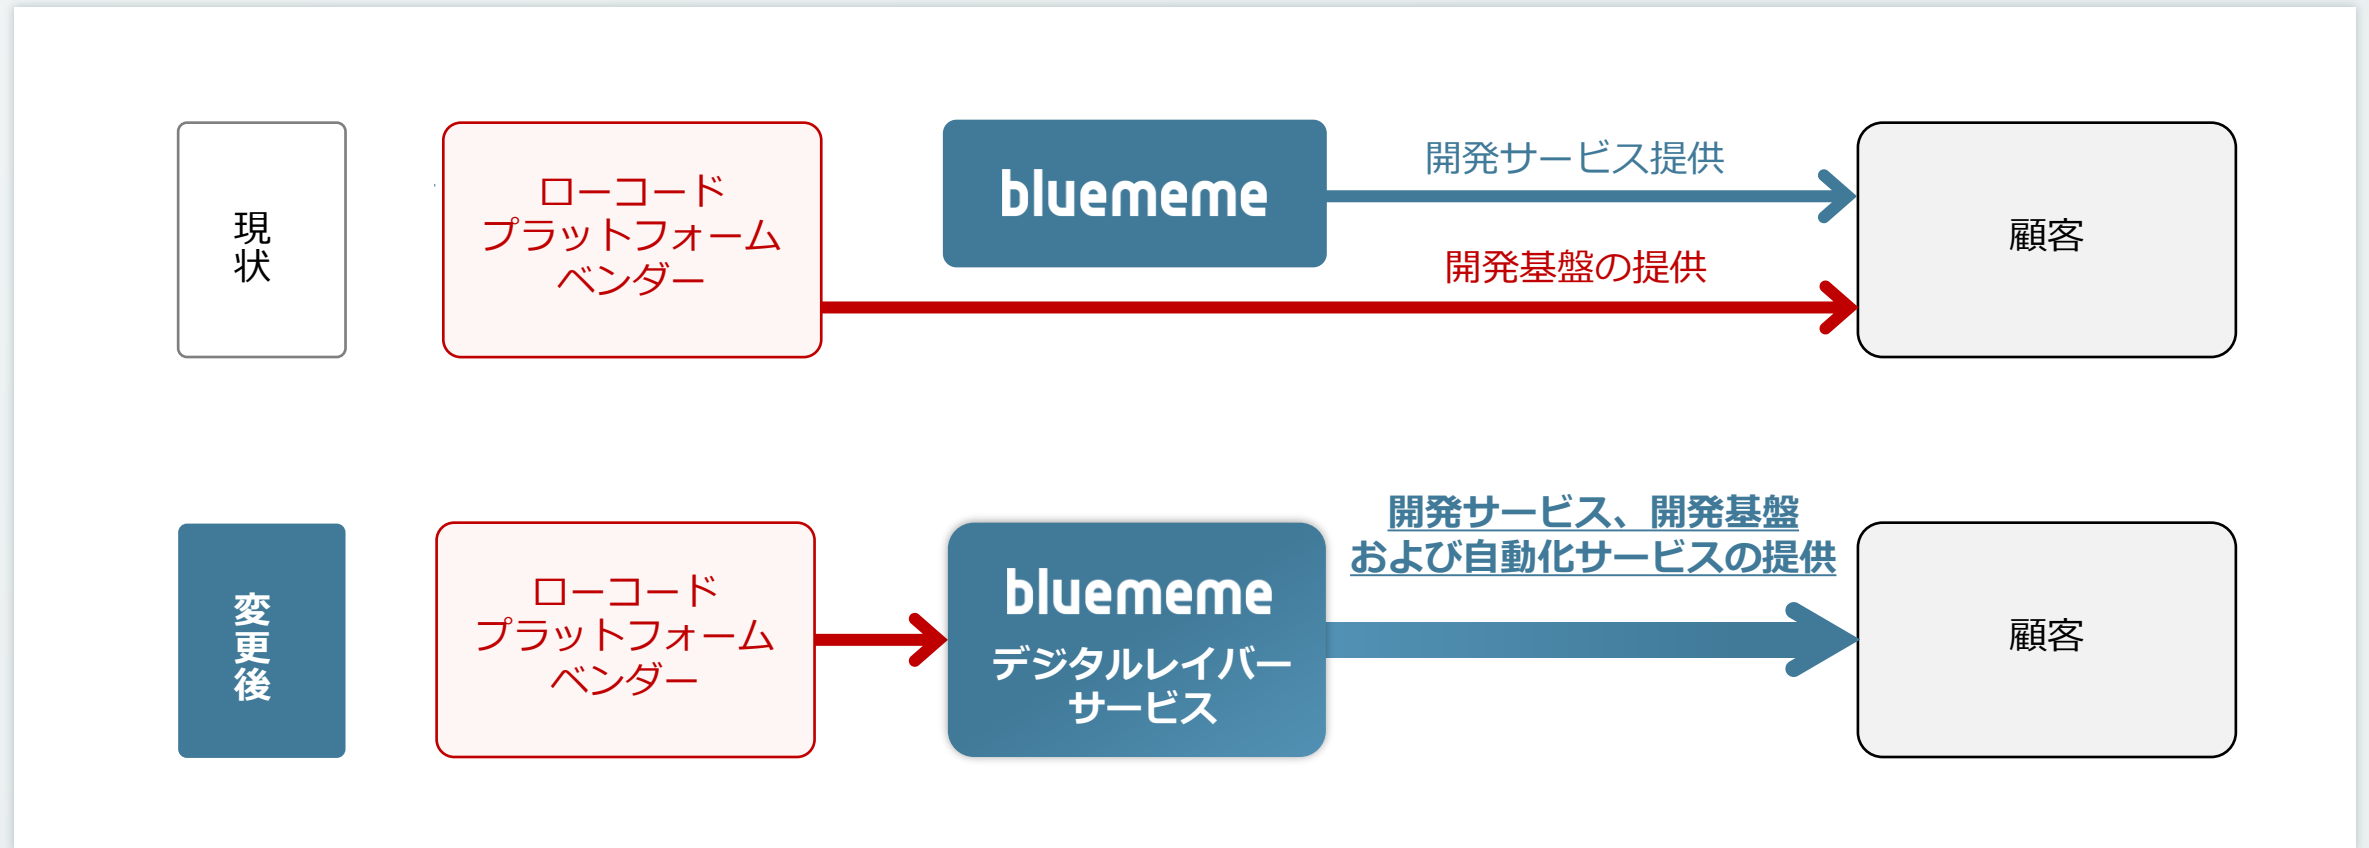 現状
ローコード
プラットフォーム
ベンダー
bluememe
開発サービス提供
開発基盤の提供
顧客
変更後
ローコード
プラットフォーム
ベンダー
bluememe
デジタルレイバー
サービス
開発サービス、開発基盤
および自動化サービスの提供
顧客